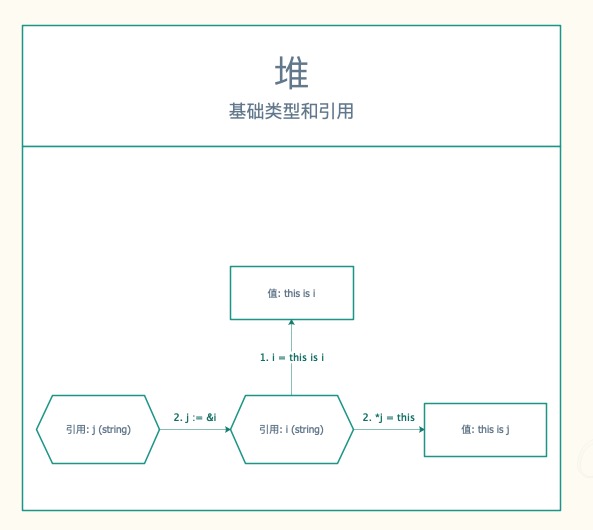 堆
基础类型和引用
值: this is i
1. i = this is i
引用: j (string)
2. j := &i
引用: i (string)
2. *j = this
值: this is j